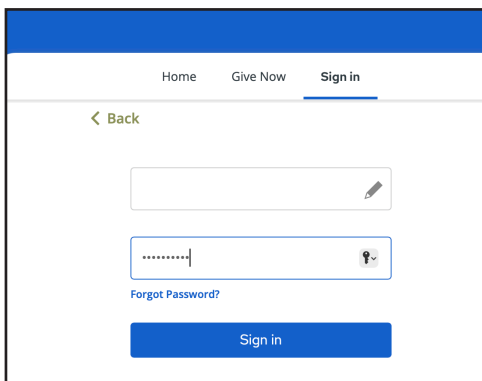 Home Give Now Sign in
Back
••••••••••
Forgot Password?
Sign in